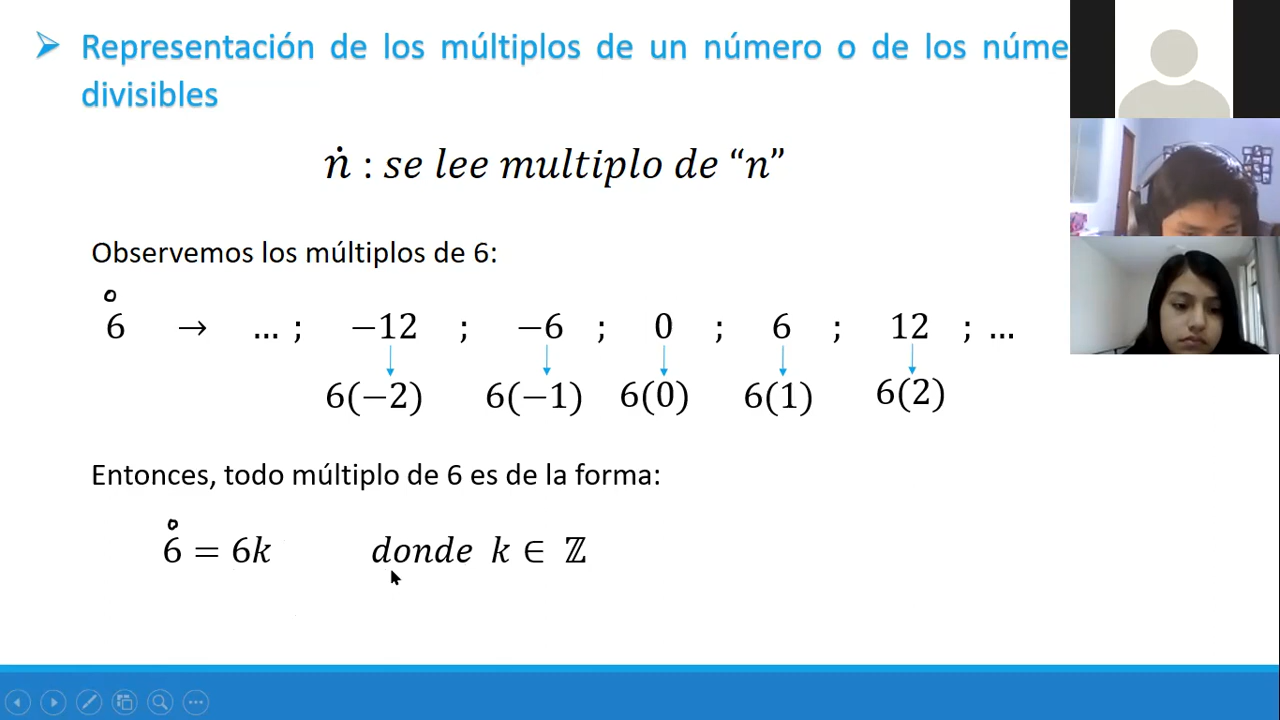 ➢ Representación de los múltiplos de un número o de los
divisibles
ṅ : se lee multiplo de “n”
Observemos los múltiplos de 6:
6̊ → … ; −12 ; −6 ; 0 ; 6 ; 12 ; …
6(−2) 6(−1) 6(0) 6(1) 6(2)
Entonces, todo múltiplo de 6 es de la forma:
6̊ = 6k donde k ∈ ℤ